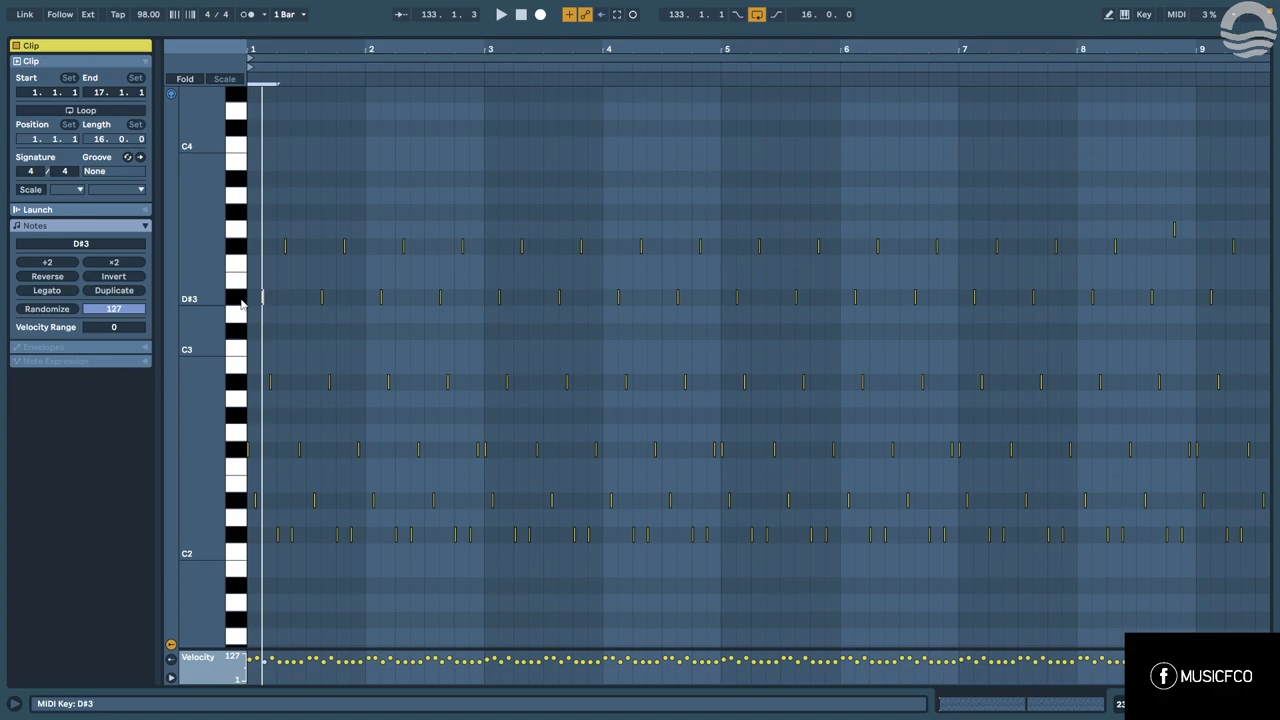 Link Follow Ext Tap 98.00 4 / 4 1 Bar 133. 1. 3 133. 1. 1 16. 0. 0 Key MIDI 3 %
Clip
Clip
Start Set End Set
1. 1. 1 17. 1. 1
Loop
Position Set Length Set
1. 1. 1 16. 0. 0
Signature Groove
4 / 4 None
Scale
Launch
Notes
D#3
÷2 ×2
Reverse Invert
Legato Duplicate
Randomize 127
Velocity Range 0
Envelopes
Note Expression
1 2 3 4 5 6 7 8 9
Fold Scale
C4
D#3
C3
C2
Velocity 127
1
MIDI Key: D#3
MUSICFCO